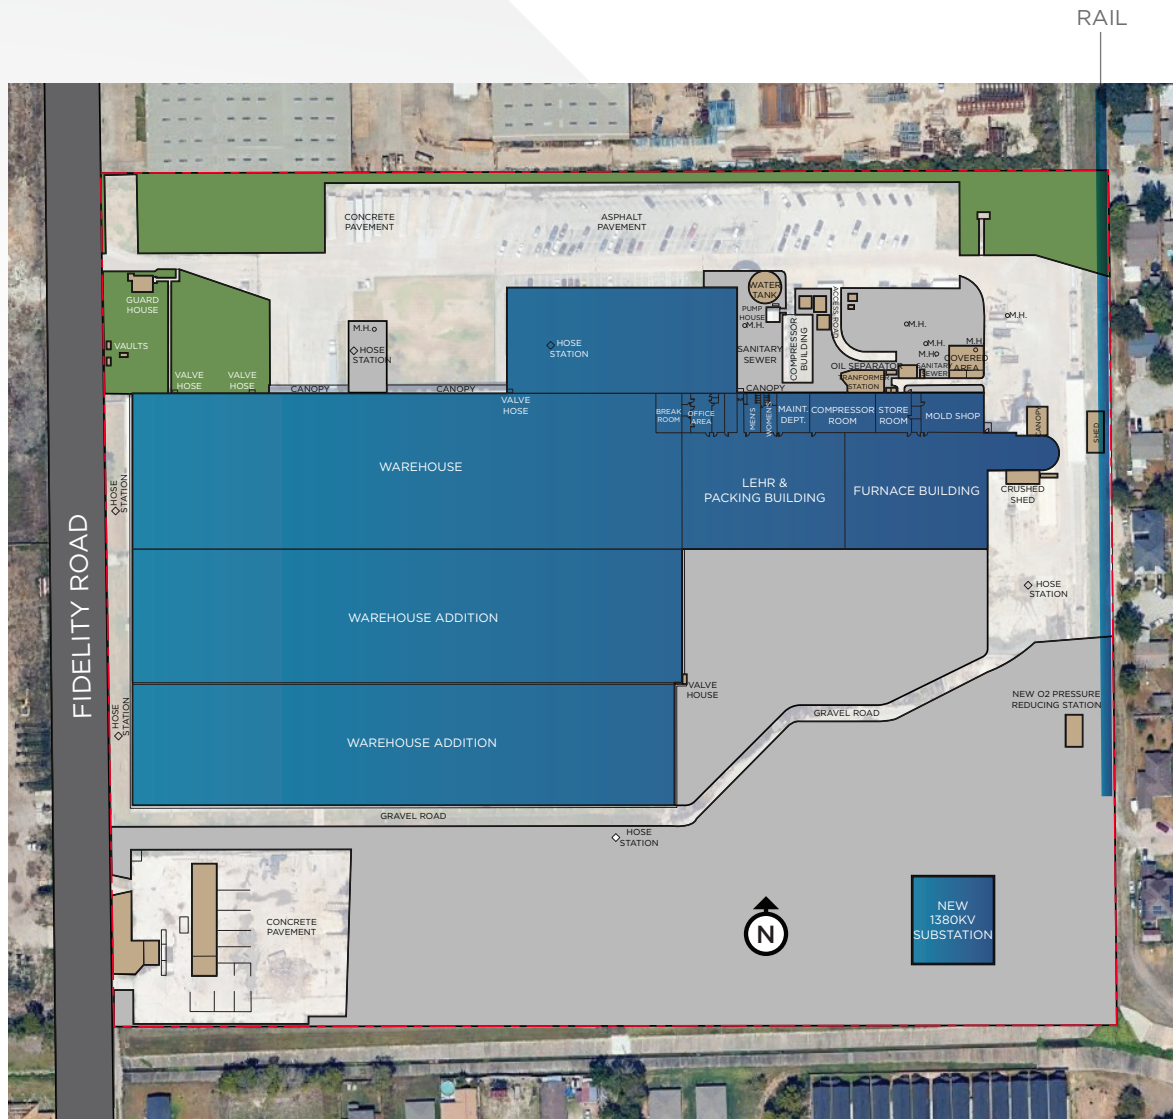 RAIL
CONCRETE
PAVEMENT
ASPHALT
PAVEMENT
GUARD
HOUSE
WATER
TANK
PUMP
HOUSE
M.H.
ACCESS ROAD
COMPRESSOR
BUILDING
SANITARY
SEWER
M.H.
M.H.
M.H.
M.H.
M.H.
M.H.
HOSE
STATION
HOSE
STATION
VAULTS
VALVE
HOSE
VALVE
HOSE
CANOPY
CANOPY
VALVE
HOSE
CANOPY
OIL SEPARATOR
TRANFORMER
STATION
SANITARY
SEWER
COVERED
AREA
BREAK
ROOM
OFFICE
AREA
MEN'S
WOMEN'S
MAINT.
DEPT.
COMPRESSOR
ROOM
STORE
ROOM
MOLD SHOP
CANOPY
SHED
WAREHOUSE
LEHR &
PACKING BUILDING
FURNACE BUILDING
CRUSHED
SHED
HOSE
STATION
HOSE
STATION
FIDELITY ROAD
WAREHOUSE ADDITION
VALVE
HOUSE
NEW O2 PRESSURE
REDUCING STATION
GRAVEL ROAD
HOSE
STATION
WAREHOUSE ADDITION
GRAVEL ROAD
HOSE
STATION
CONCRETE
PAVEMENT
N
NEW
1380KV
SUBSTATION